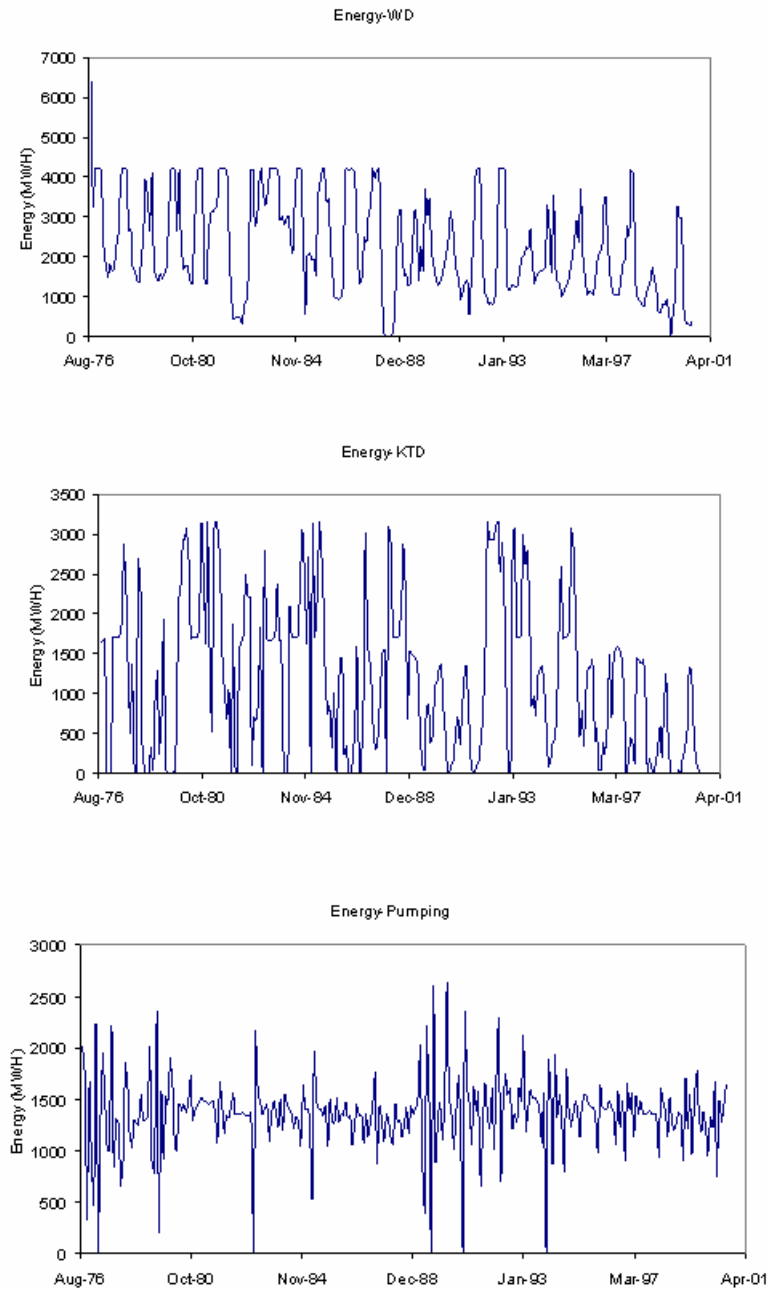 Energy-WD
7000
6000
5000
4000
3000
2000
1000
0
Energy (MWH)
Aug-76 Oct-80 Nov-84 Dec-88 Jan-93 Mar-97 Apr-01
Energy-KTD
3500
3000
2500
2000
1500
1000
500
0
Energy (MWH)
Aug-76 Oct-80 Nov-84 Dec-88 Jan-93 Mar-97 Apr-01
Energy-Pumping
3000
2500
2000
1500
1000
500
0
Energy (MWH)
Aug-76 Oct-80 Nov-84 Dec-88 Jan-93 Mar-97 Apr-01